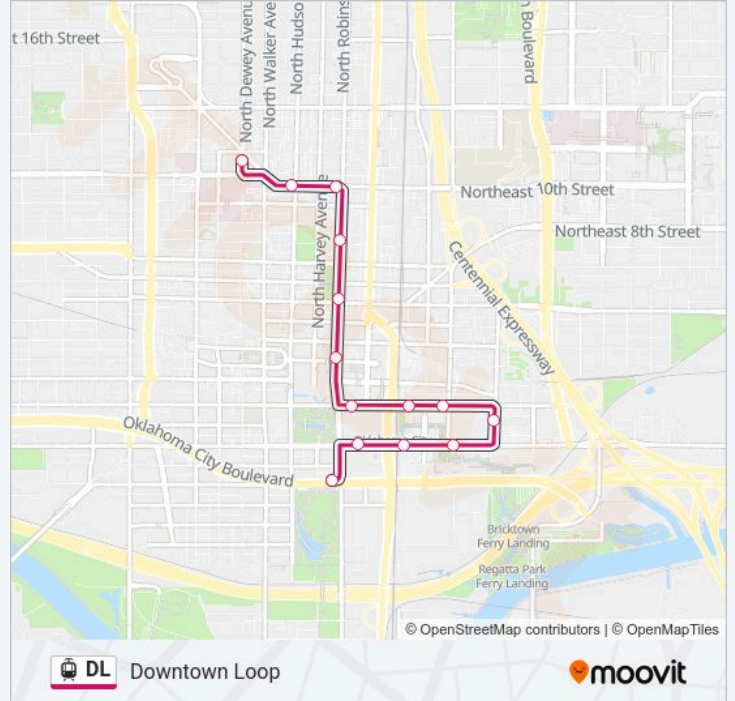 t 16th Street
North Dewey Avenu
North Walker Ave
North Hudso
North Robins
n Boulevard
Northeast 10th Street
Northeast 8th Street
North Harvey Avenue
Centennial Expressway
Oklahoma City Boulevard
Bricktown
Ferry Landing
Regatta Park
Ferry Landing
© OpenStreetMap contributors | © OpenMapTiles
DL Downtown Loop
moovit